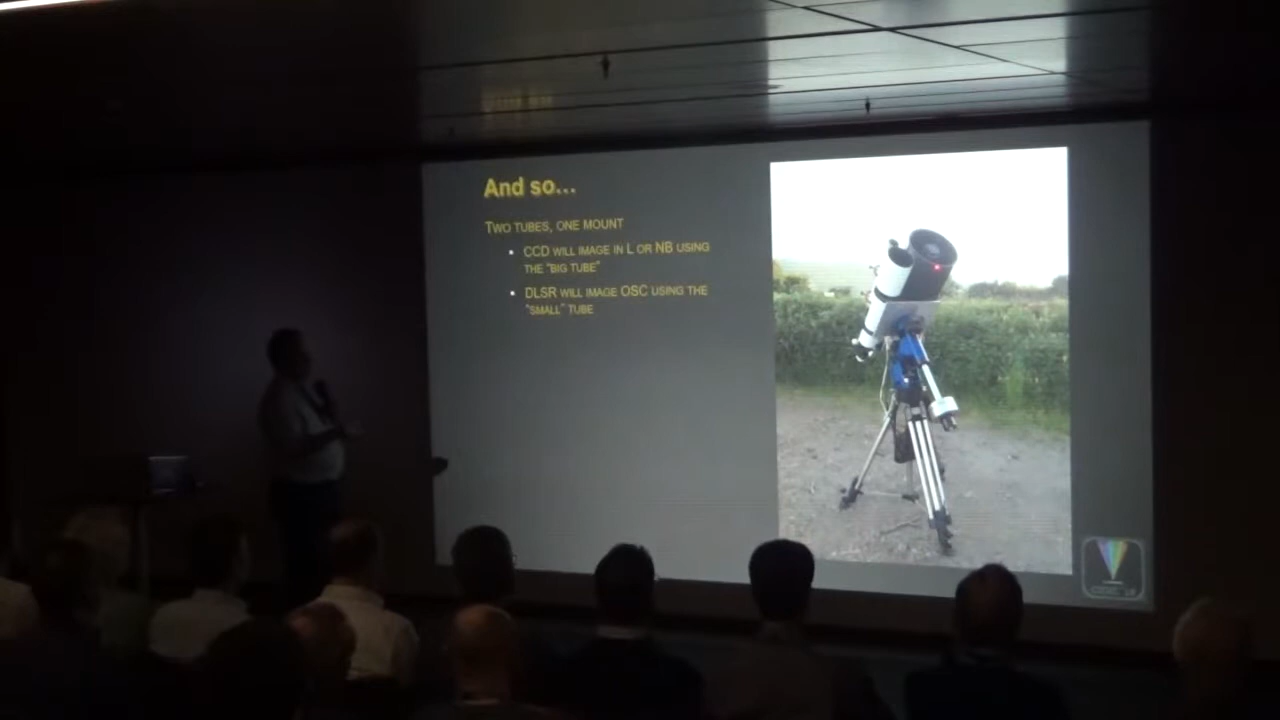 And so...
TWO TUBES, ONE MOUNT
▪ CCD WILL IMAGE IN L OR NB USING
THE "BIG TUBE"
▪ DLSR WILL IMAGE OSC USING THE
"SMALL" TUBE